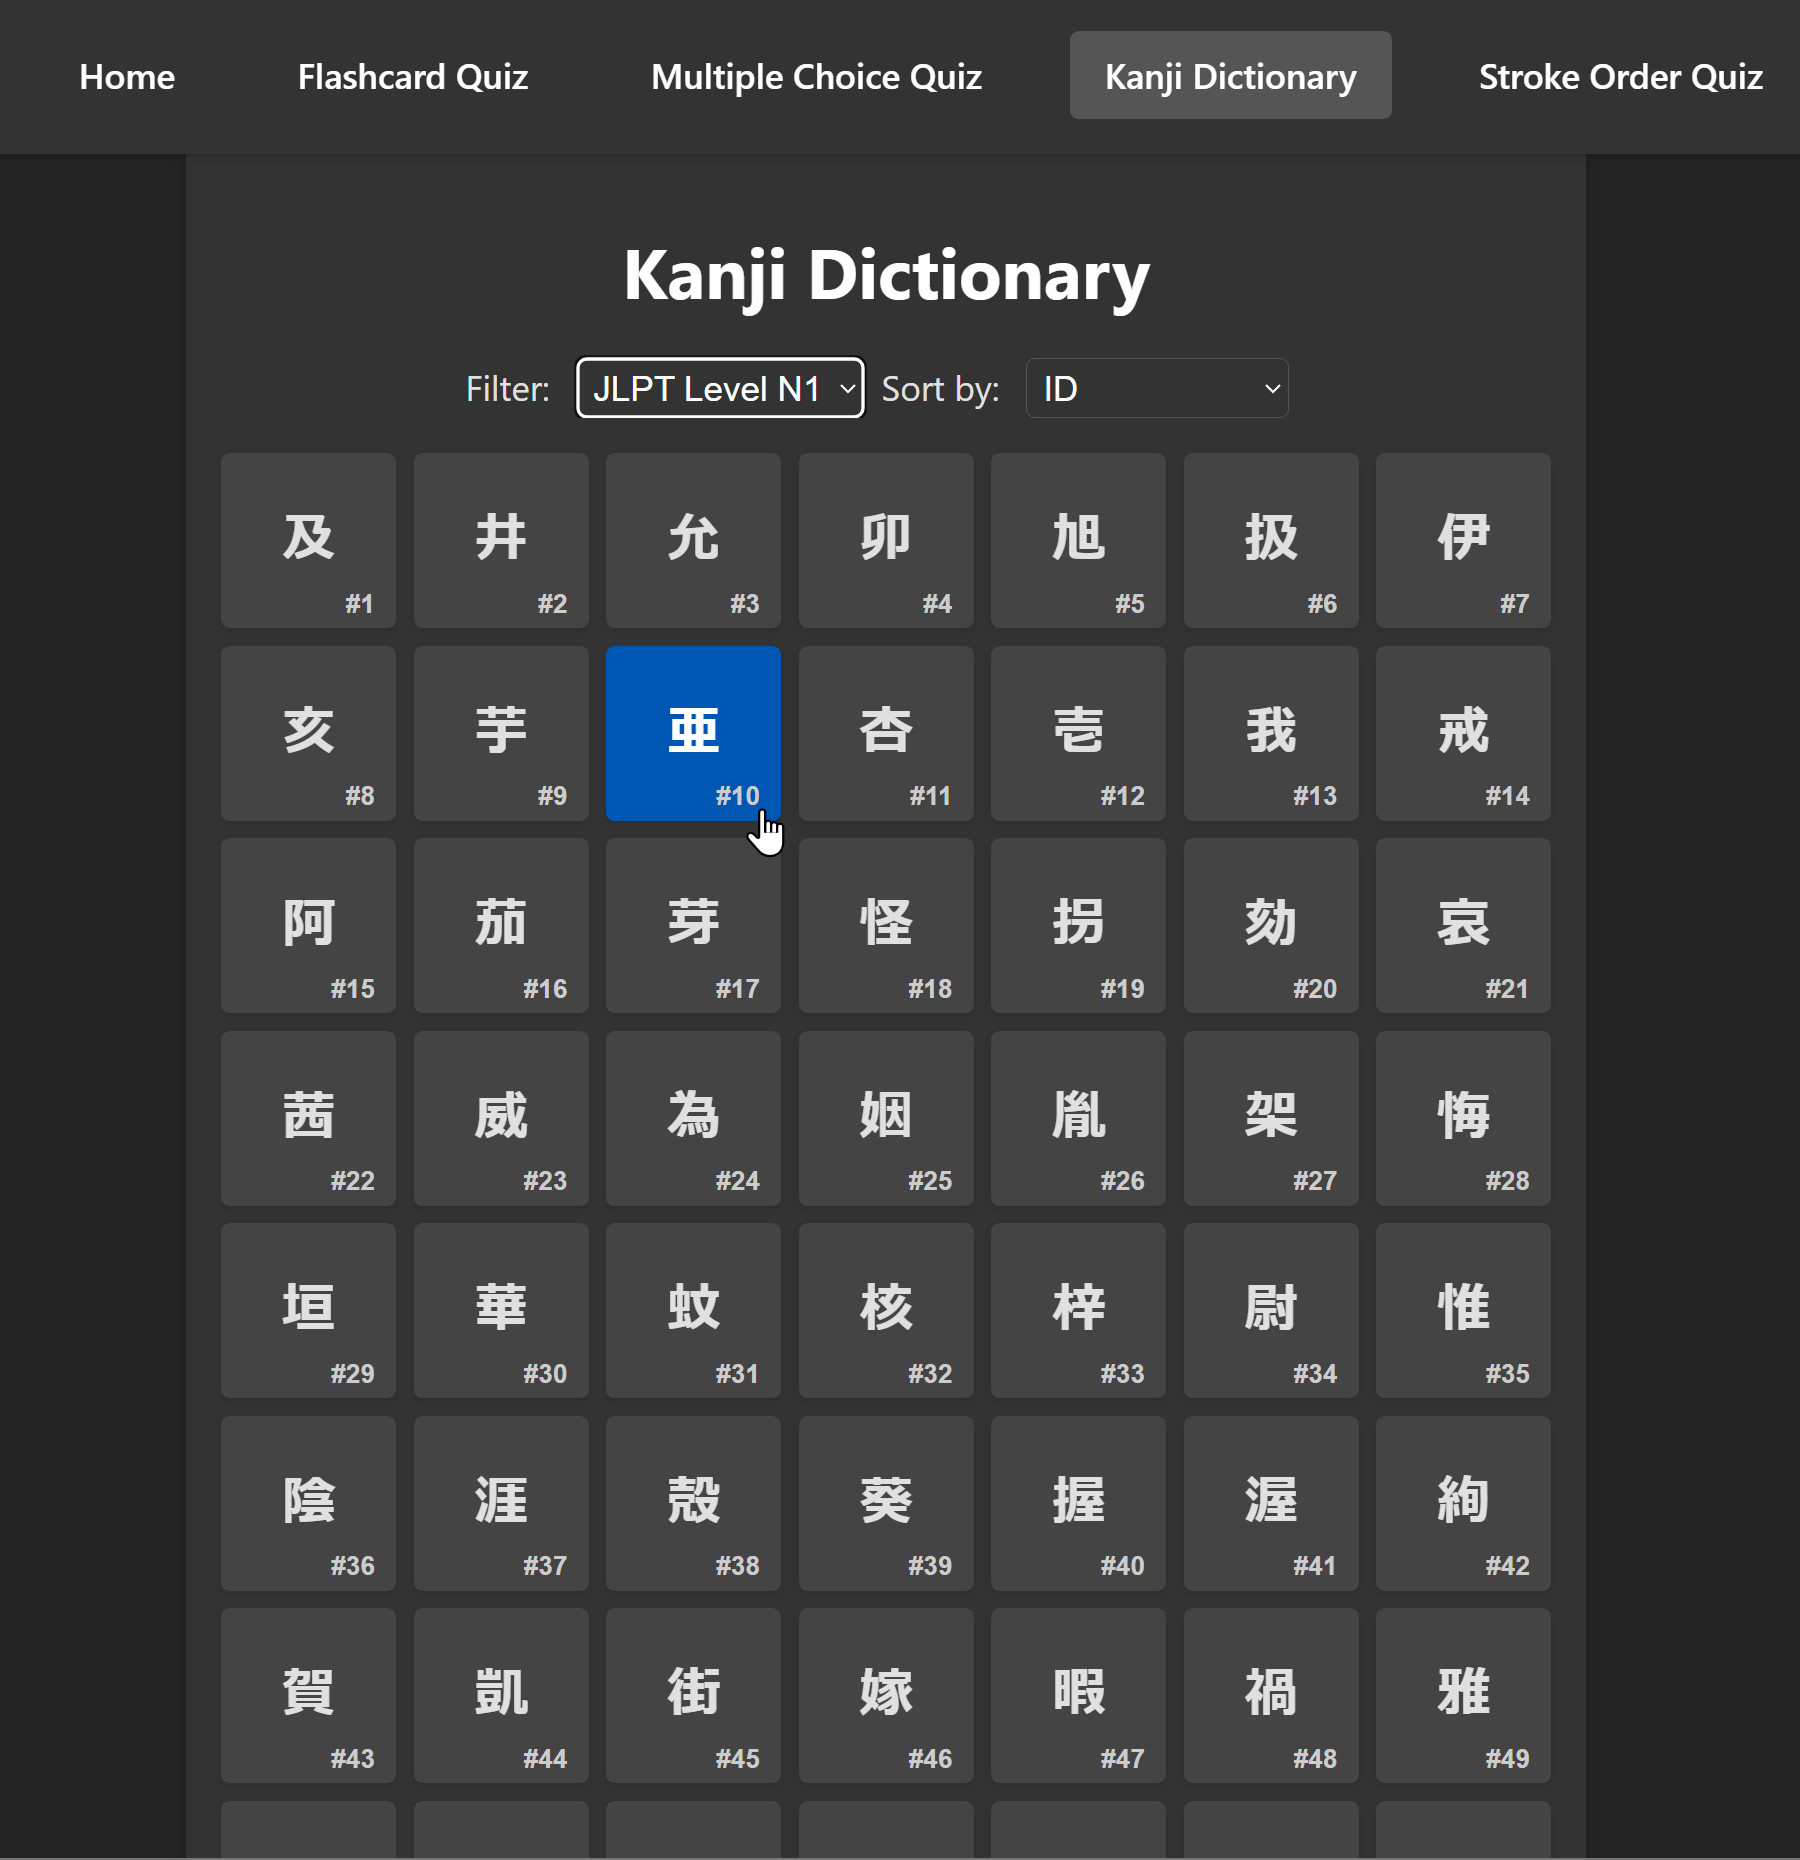 Home Flashcard Quiz Multiple Choice Quiz Kanji Dictionary Stroke Order Quiz
Kanji Dictionary
Filter: JLPT Level N1 Sort by: ID
及 井 允 卯 旭 扱 伊
#1 #2 #3 #4 #5 #6 #7
亥 芋 亜 杏 壱 我 戒
#8 #9 #10 #11 #12 #13 #14
阿 茄 芽 怪 拐 劾 哀
#15 #16 #17 #18 #19 #20 #21
茜 威 為 姻 胤 架 悔
#22 #23 #24 #25 #26 #27 #28
垣 華 蚊 核 梓 尉 惟
#29 #30 #31 #32 #33 #34 #35
陰 涯 殻 葵 握 渥 絢
#36 #37 #38 #39 #40 #41 #42
賀 凱 街 嫁 暇 禍 雅
#43 #44 #45 #46 #47 #48 #49